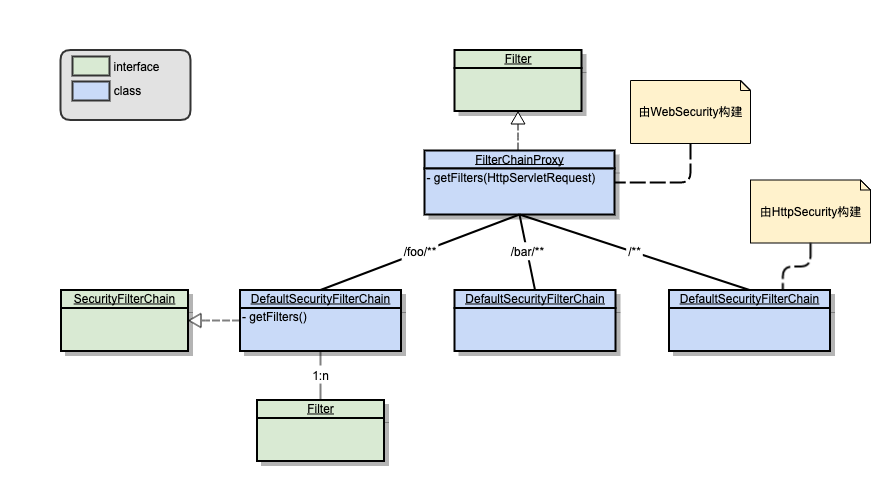 interface
class
Filter
FilterChainProxy
- getFilters(HttpServletRequest)
由WebSecurity构建
由HttpSecurity构建
/foo/**
/bar/**
/**
SecurityFilterChain
DefaultSecurityFilterChain
- getFilters()
DefaultSecurityFilterChain
DefaultSecurityFilterChain
1:n
Filter